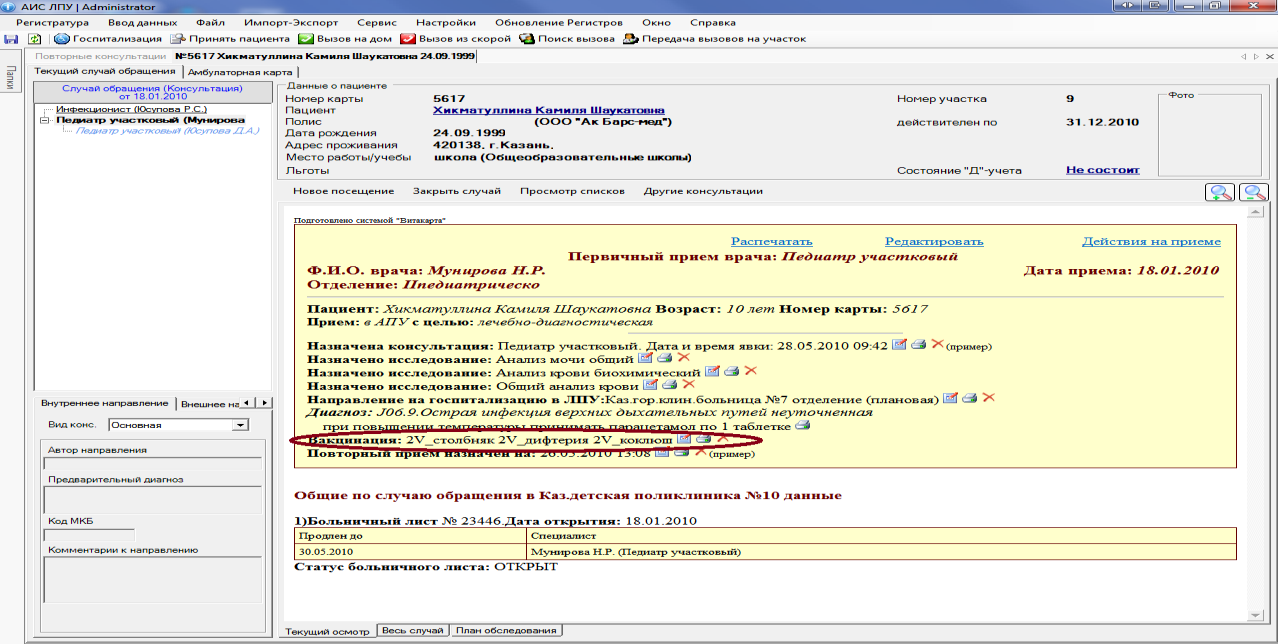 АИС ЛПУ | Administrator
Регистратура Ввод данных Файл Импорт-Экспорт Сервис Настройки Обновление Регистров Окно Справка
Госпитализация Принять пациента Вызов на дом Вызов из скорой Поиск вызова Передача вызовов на участок
Папки
Повторные консультации №5617 Хикматуллина Камиля Шаукатовна 24.09.1999
Текущий случай обращения Амбулаторная карта
Случай обращения (Консультация)
от 18.01.2010
Инфекционист (Юсупова Р.С.)
Педиатр участковый (Мунирова
Педиатр участковый (Юсупова Д.А.)
Внутреннее направление Внешнее на
Вид конс. Основная
Автор направления
Предварительный диагноз
Код МКБ
Комментарии к направлению
Данные о пациенте
Номер карты 5617 Номер участка 9 Фото
Пациент Хикматуллина Камиля Шаукатовна
Полис (ООО "Ак Барс-мед") действителен по 31.12.2010
Дата рождения 24.09.1999
Адрес проживания 420138, г.Казань,
Место работы/учебы школа (Общеобразовательные школы)
Льготы Состояние "Д"-учета Не состоит
Новое посещение Закрыть случай Просмотр списков Другие консультации
Подготовлено системой "Витакарта"
Распечатать Редактировать Действия на приеме
Первичный прием врача: Педиатр участковый
Ф.И.О. врача: Мунирова Н.Р. Дата приема: 18.01.2010
Отделение: Ппедиатрическо
Пациент: Хикматуллина Камиля Шаукатовна Возраст: 10 лет Номер карты: 5617
Прием: в АПУ с целью: лечебно-диагностическая
Назначена консультация: Педиатр участковый. Дата и время явки: 28.05.2010 09:42 (пример)
Назначено исследование: Анализ мочи общий
Назначено исследование: Анализ крови биохимический
Назначено исследование: Общий анализ крови
Направление на госпитализацию в ЛПУ:Каз.гор.клин.больница №7 отделение (плановая)
Диагноз: J06.9.Острая инфекция верхних дыхательных путей неуточненная
при повышении температуры принимать парацетамол по 1 таблетке
Вакцинация: 2V_столбняк 2V_дифтерия 2V_коклюш
Повторный прием назначен на: 26.05.2010 13:08 (пример)
Общие по случаю обращения в Каз.детская поликлиника №10 данные
1)Больничный лист № 23446.Дата открытия: 18.01.2010
Продлен до Специалист
30.05.2010 Мунирова Н.Р. (Педиатр участковый)
Статус больничного листа: ОТКРЫТ
Текущий осмотр Весь случай План обследования